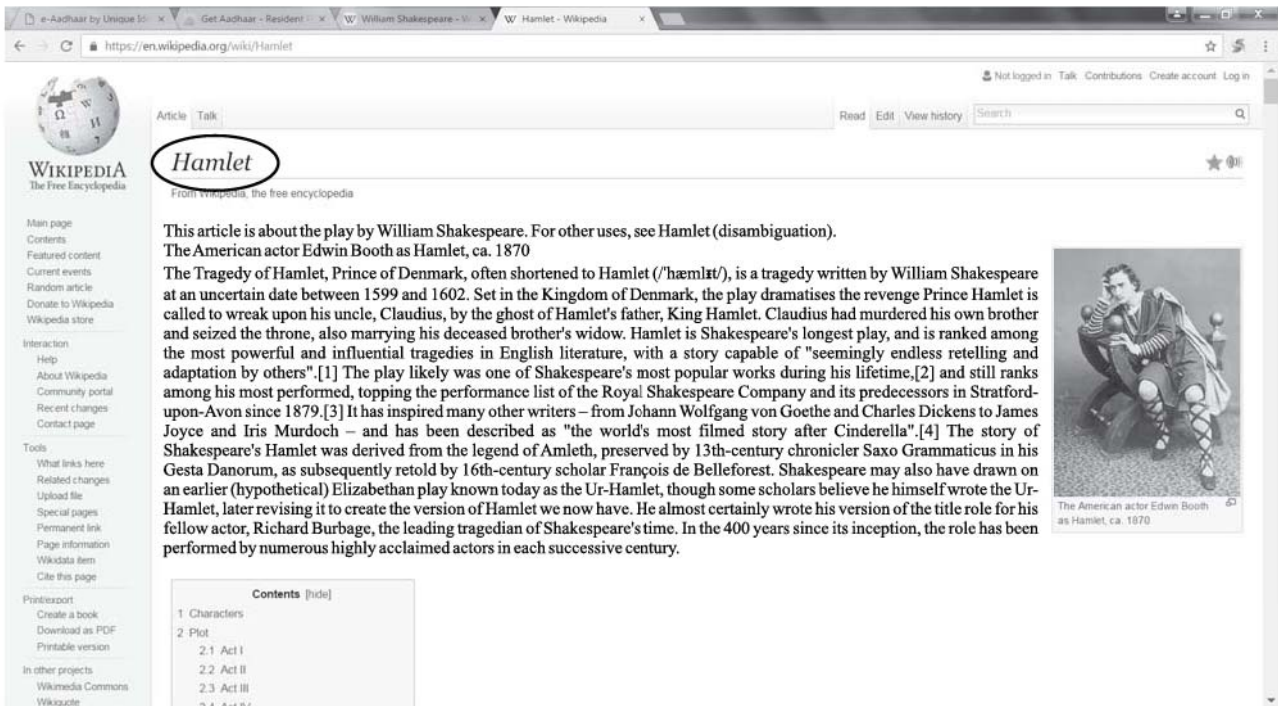 e-Aadhaar by Unique Id
Get Aadhaar - Resident
William Shakespeare - W
Hamlet - Wikipedia
https://en.wikipedia.org/wiki/Hamlet
Not logged in Talk Contributions Create account Log in
Article Talk
Read Edit View history Search
WIKIPEDIA
The Free Encyclopedia
Hamlet
From Wikipedia, the free encyclopedia
Main page
Contents
Featured content
Current events
Random article
Donate to Wikipedia
Wikipedia store
Interaction
Help
About Wikipedia
Community portal
Recent changes
Contact page
Tools
What links here
Related changes
Upload file
Special pages
Permanent link
Page information
Wikidata item
Cite this page
Print/export
Create a book
Download as PDF
Printable version
In other projects
Wikimedia Commons
Wikiquote
This article is about the play by William Shakespeare. For other uses, see Hamlet (disambiguation).
The American actor Edwin Booth as Hamlet, ca. 1870
The Tragedy of Hamlet, Prince of Denmark, often shortened to Hamlet (/'hæmlɪt/), is a tragedy written by William Shakespeare
at an uncertain date between 1599 and 1602. Set in the Kingdom of Denmark, the play dramatises the revenge Prince Hamlet is
called to wreak upon his uncle, Claudius, by the ghost of Hamlet's father, King Hamlet. Claudius had murdered his own brother
and seized the throne, also marrying his deceased brother's widow. Hamlet is Shakespeare's longest play, and is ranked among
the most powerful and influential tragedies in English literature, with a story capable of "seemingly endless retelling and
adaptation by others".[1] The play likely was one of Shakespeare's most popular works during his lifetime,[2] and still ranks
among his most performed, topping the performance list of the Royal Shakespeare Company and its predecessors in Stratford-
upon-Avon since 1879.[3] It has inspired many other writers – from Johann Wolfgang von Goethe and Charles Dickens to James
Joyce and Iris Murdoch – and has been described as "the world's most filmed story after Cinderella".[4] The story of
Shakespeare's Hamlet was derived from the legend of Amleth, preserved by 13th-century chronicler Saxo Grammaticus in his
Gesta Danorum, as subsequently retold by 16th-century scholar François de Belleforest. Shakespeare may also have drawn on
an earlier (hypothetical) Elizabethan play known today as the Ur-Hamlet, though some scholars believe he himself wrote the Ur-
Hamlet, later revising it to create the version of Hamlet we now have. He almost certainly wrote his version of the title role for his
fellow actor, Richard Burbage, the leading tragedian of Shakespeare's time. In the 400 years since its inception, the role has been
performed by numerous highly acclaimed actors in each successive century.
The American actor Edwin Booth
as Hamlet, ca. 1870
Contents [hide]
1 Characters
2 Plot
2.1 Act I
2.2 Act II
2.3 Act III
2.4 Act IV